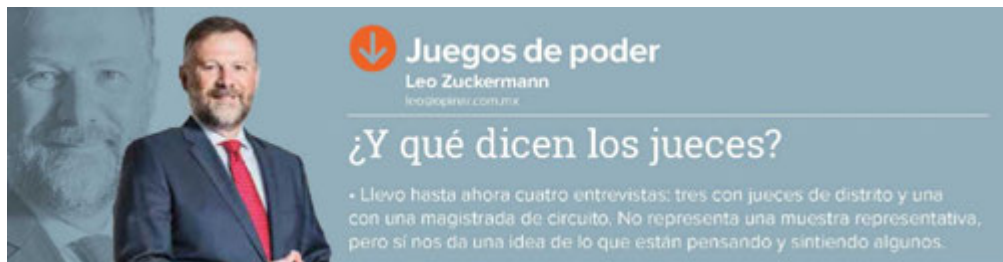 Juegos de poder
Leo Zuckermann
leo@opinar.com.mx
¿Y qué dicen los jueces?
• Llevo hasta ahora cuatro entrevistas: tres con jueces de distrito y una
con una magistrada de circuito. No representa una muestra representativa,
pero sí nos da una idea de lo que están pensando y sintiendo algunos.